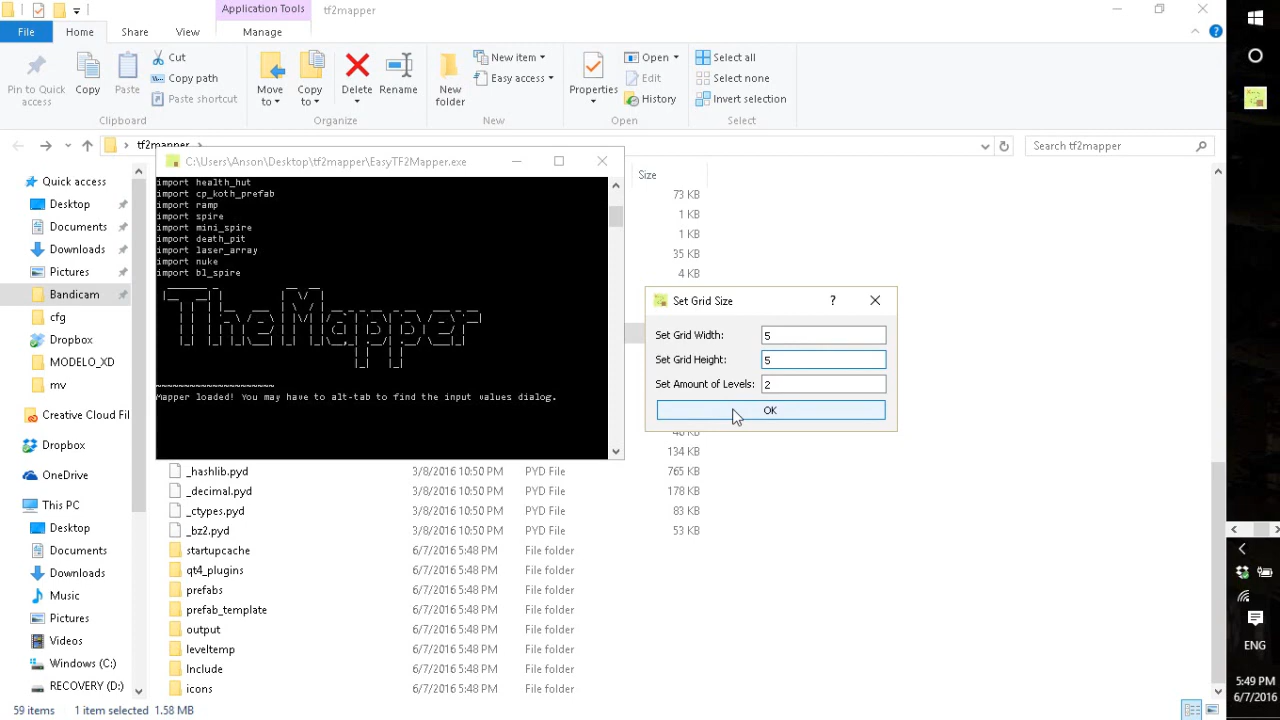 Application Tools
tf2mapper
File
Home
Share
View
Manage
Pin to Quick access
Copy
Paste
Cut
Copy path
Paste shortcut
Move to
Copy to
Delete
Rename
New folder
New item
Easy access
Properties
Open
Edit
History
Select all
Select none
Invert selection
Clipboard
Organize
New
Open
Select
tf2mapper
Search tf2mapper
Quick access
Desktop
Documents
Downloads
Pictures
Bandicam
cfg
Dropbox
MODELO_XD
mv
Creative Cloud Fil
Dropbox
OneDrive
This PC
Desktop
Documents
Downloads
Music
Pictures
Videos
Windows (C:)
RECOVERY (D:)
C:\Users\Anson\Desktop\tf2mapper\EasyTF2Mapper.exe
import health_hut
import cp_koth_prefab
import ramp
import spire
import mini_spire
import death_pit
import laser_array
import nuke
import bl_spire
TheMapper
~~~~~~~~~~~~~~~~~~~~~
Mapper loaded! You may have to alt-tab to find the input values dialog.
Size
73 KB
1 KB
1 KB
35 KB
4 KB
Set Grid Size
?
Set Grid Width: 5
Set Grid Height: 5
Set Amount of Levels: 2
OK
134 KB
_hashlib.pyd 3/8/2016 10:50 PM PYD File 765 KB
_decimal.pyd 3/8/2016 10:50 PM PYD File 178 KB
_ctypes.pyd 3/8/2016 10:50 PM PYD File 83 KB
_bz2.pyd 3/8/2016 10:50 PM PYD File 53 KB
startupcache 6/7/2016 5:48 PM File folder
qt4_plugins 6/7/2016 5:48 PM File folder
prefabs 6/7/2016 5:48 PM File folder
prefab_template 6/7/2016 5:48 PM File folder
output 6/7/2016 5:48 PM File folder
leveltemp 6/7/2016 5:48 PM File folder
Include 6/7/2016 5:48 PM File folder
icons 6/7/2016 5:48 PM File folder
59 items 1 item selected 1.58 MB
ENG
5:49 PM
6/7/2016